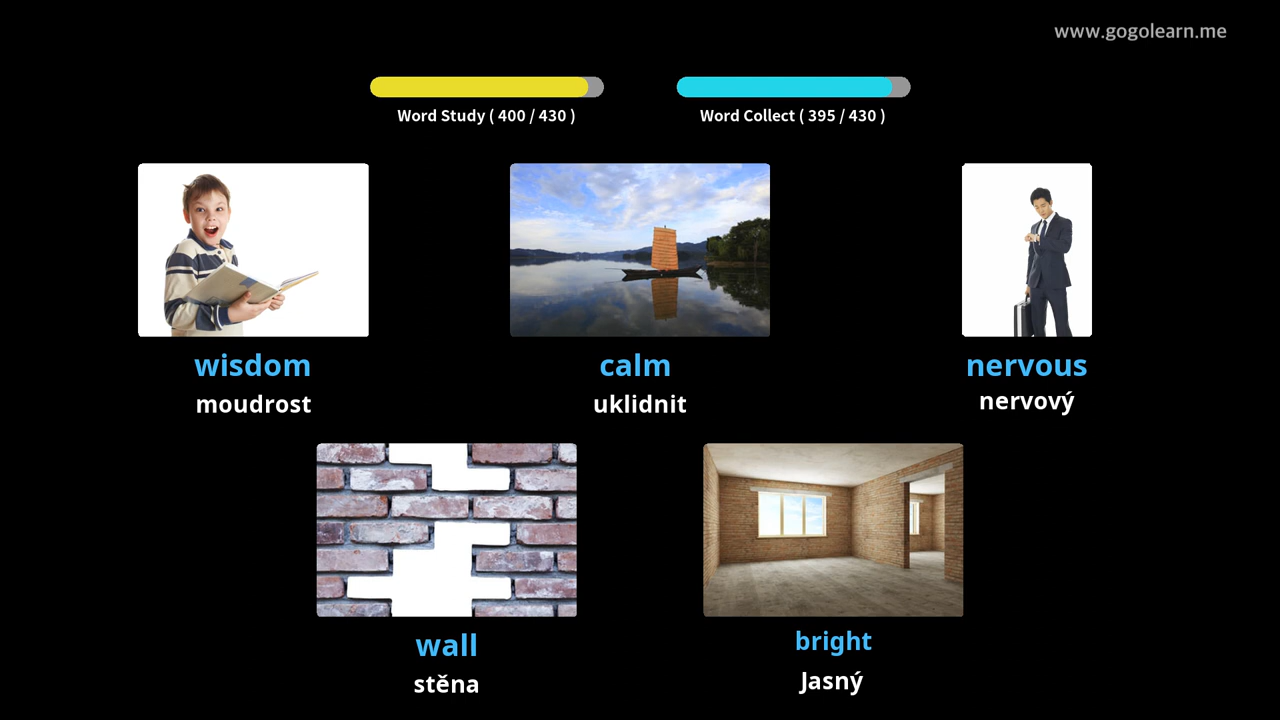 www.gogolearn.me
Word Study ( 400 / 430 )
Word Collect ( 395 / 430 )
wisdom
moudrost
calm
uklidnit
nervous
nervový
wall
stěna
bright
Jasný